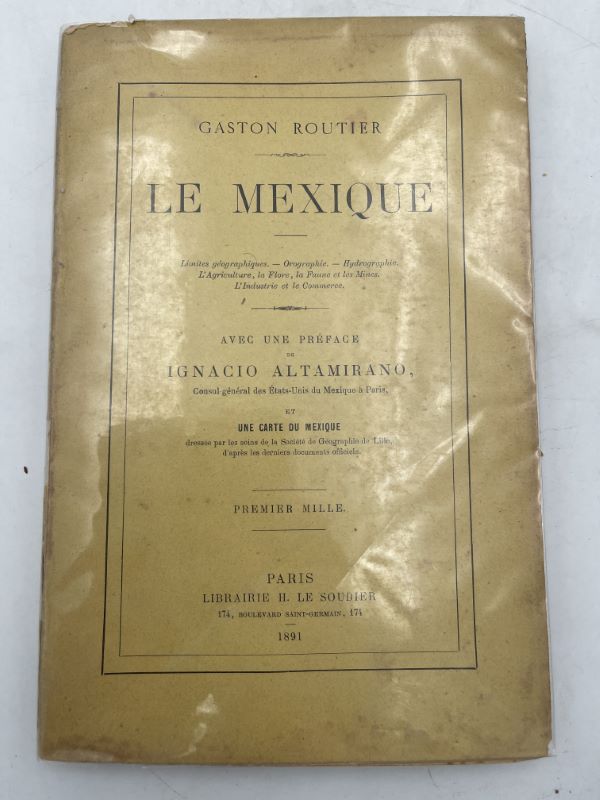 GASTON ROUTIER
LE MEXIQUE
Limites géographiques. — Orographie. — Hydrographie.
L'Agriculture, la Flore, la Faune et les Mines.
L'Industrie et le Commerce.
AVEC UNE PRÉFACE
DE
IGNACIO ALTAMIRANO,
Consul-général des États-Unis du Mexique à Paris,
ET
UNE CARTE DU MEXIQUE
dressée par les soins de la Société de Géographie de Lille,
d'après les derniers documents officiels.
PREMIER MILLE.
PARIS
LIBRAIRIE H. LE SOUDIER
174, BOULEVARD SAINT-GERMAIN, 174
1891